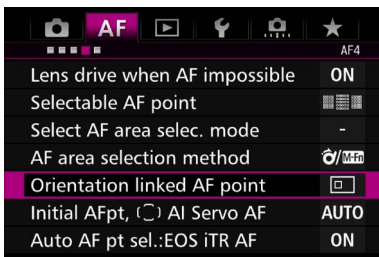 AF
AF4
Lens drive when AF impossible ON
Selectable AF point
Select AF area selec. mode -
AF area selection method /M-Fn
Orientation linked AF point
Initial AFpt, AI Servo AF AUTO
Auto AF pt sel.:EOS iTR AF ON